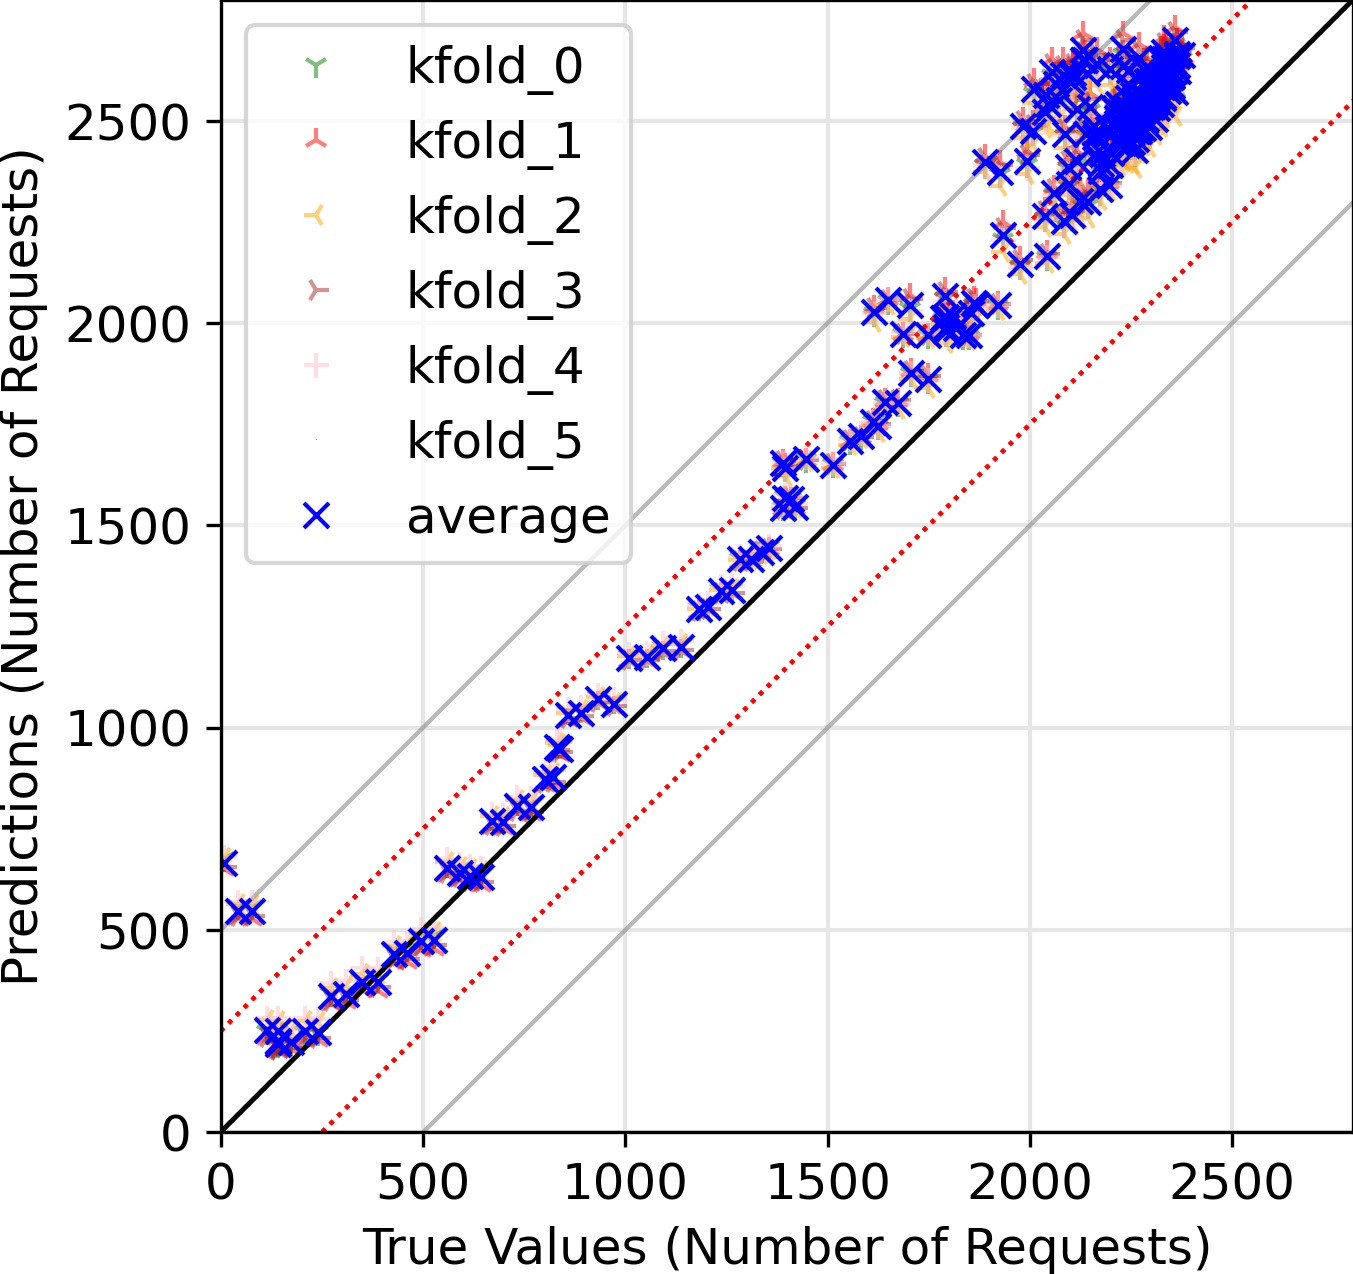 Predictions (Number of Requests)
2500
2000
1500
1000
500
0
kfold_0
kfold_1
kfold_2
kfold_3
kfold_4
kfold_5
average
0 500 1000 1500 2000 2500
True Values (Number of Requests)